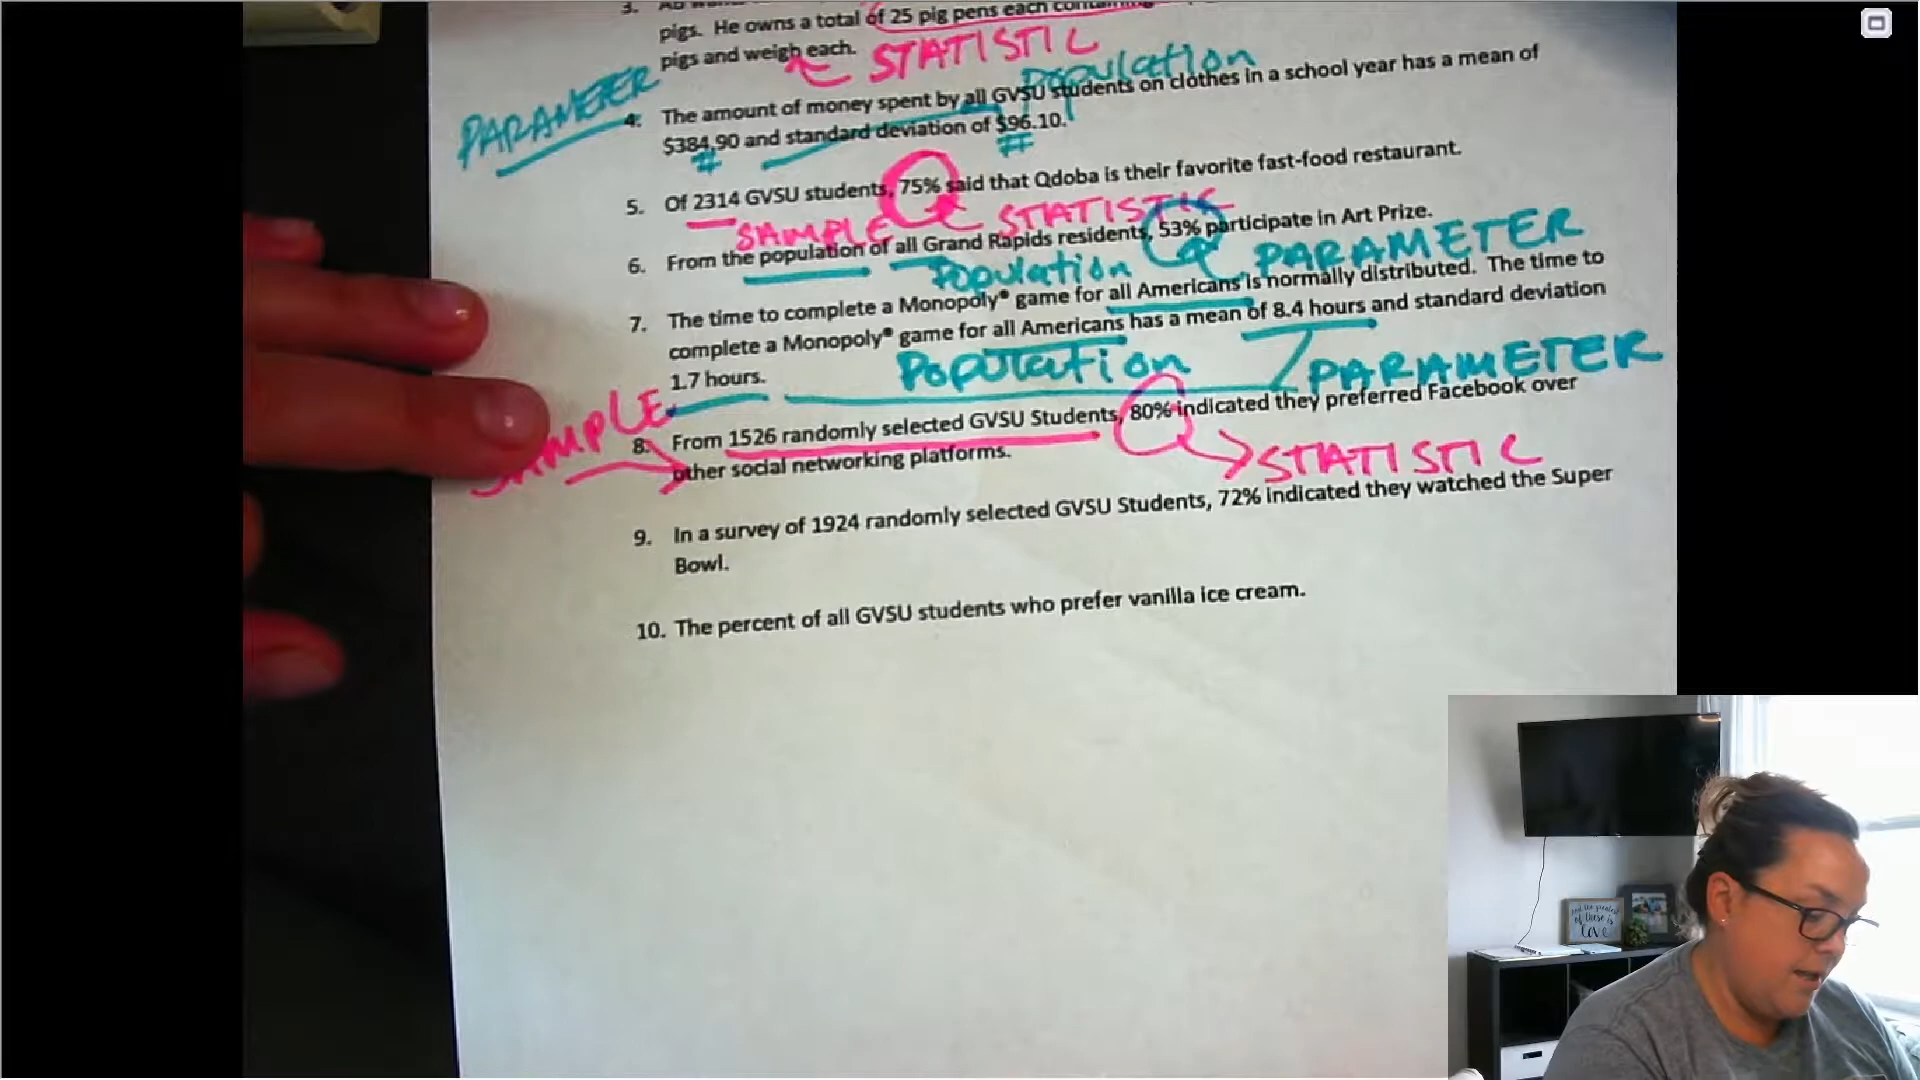 3.
pigs. He owns a total of 25 pig pens each
pigs and weigh each.
STATISTIC
Population
PARAMETER
4. The amount of money spent by all GVSU students on clothes in a school year has a mean of
$384.90 and standard deviation of $96.10.
# #
5. Of 2314 GVSU students, 75% said that Qdoba is their favorite fast-food restaurant.
SAMPLE STATISTIC
6. From the population of all Grand Rapids residents, 53% participate in Art Prize.
Population PARAMETER
7. The time to complete a Monopoly® game for all Americans is normally distributed. The time to
complete a Monopoly® game for all Americans has a mean of 8.4 hours and standard deviation
1.7 hours.
Population PARAMETER
SAMPLE
8. From 1526 randomly selected GVSU Students, 80% indicated they preferred Facebook over
other social networking platforms.
STATISTIC
9. In a survey of 1924 randomly selected GVSU Students, 72% indicated they watched the Super
Bowl.
10. The percent of all GVSU students who prefer vanilla ice cream.
and the greatest
of these is
love